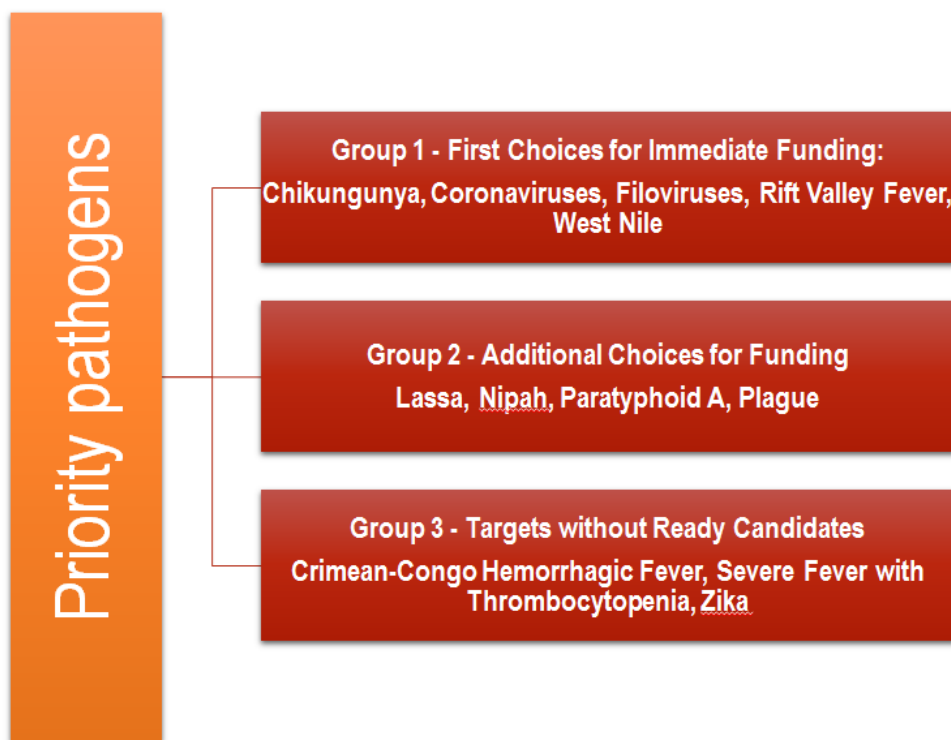 Priority pathogens
Group 1 - First Choices for Immediate Funding:
Chikungunya, Coronaviruses, Filoviruses, Rift Valley Fever,
West Nile
Group 2 - Additional Choices for Funding
Lassa, Nipah, Paratyphoid A, Plague
Group 3 - Targets without Ready Candidates
Crimean-Congo Hemorrhagic Fever, Severe Fever with
Thrombocytopenia, Zika